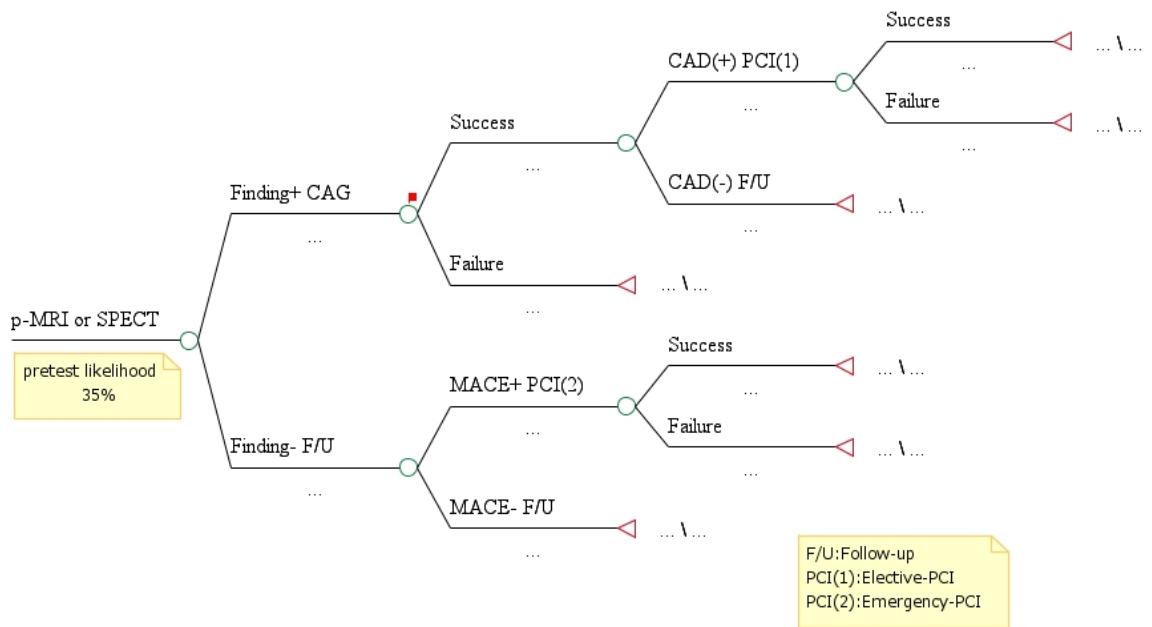 Success
... \ ...
CAD(+) PCI(1)
...
...
Failure
... \ ...
Success
...
...
CAD(-) F/U
... \ ...
Finding+ CAG
...
...
Failure
... \ ...
...
p-MRI or SPECT
pretest likelihood
35%
Success
... \ ...
MACE+ PCI(2)
...
...
Failure
... \ ...
Finding- F/U
...
...
MACE- F/U
... \ ...
...
F/U:Follow-up
PCI(1):Elective-PCI
PCI(2):Emergency-PCI